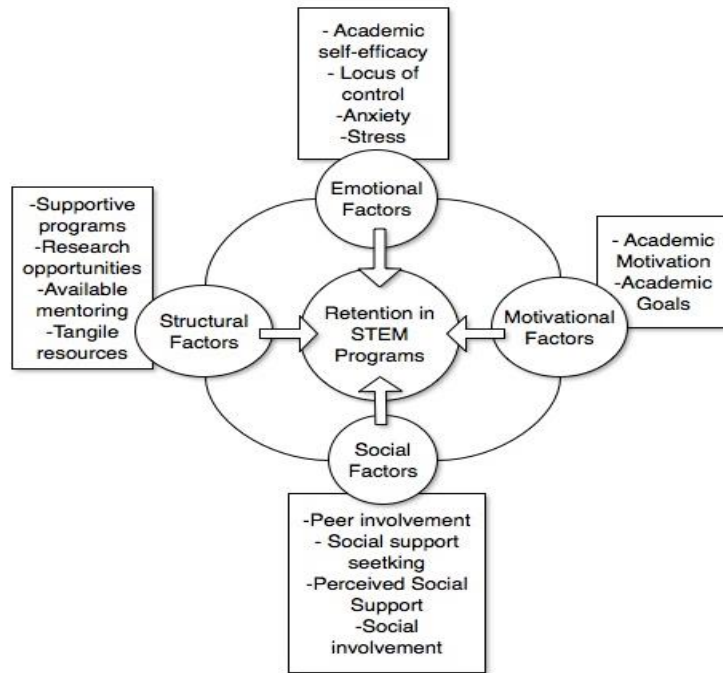 - Academic
self-efficacy
- Locus of
control
-Anxiety
-Stress
Emotional
Factors
-Supportive
programs
-Research
opportunities
-Available
mentoring
-Tangile
resources
Structural
Factors
Retention in
STEM
Programs
- Academic
Motivation
-Academic
Goals
Motivational
Factors
Social
Factors
-Peer involvement
- Social support
seetking
-Perceived Social
Support
-Social
involvement